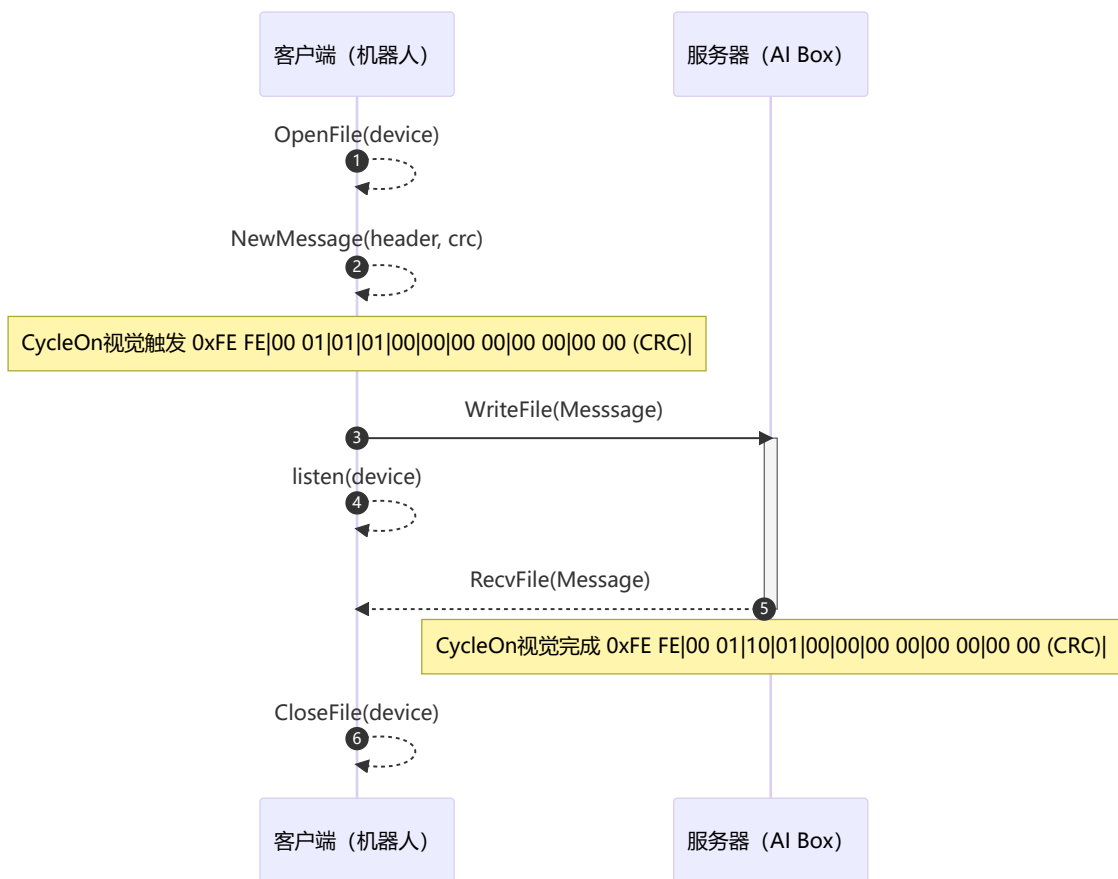 客户端（机器人）
服务器（AI Box）
OpenFile(device)
1
NewMessage(header, crc)
2
CycleOn视觉触发 0xFE FE|00 01|01|01|00|00|00 00|00 00|00 00 (CRC)|
WriteFile(Messsage)
3
listen(device)
4
RecvFile(Message)
5
CycleOn视觉完成 0xFE FE|00 01|10|01|00|00|00 00|00 00|00 00 (CRC)|
CloseFile(device)
6
客户端（机器人）
服务器（AI Box）